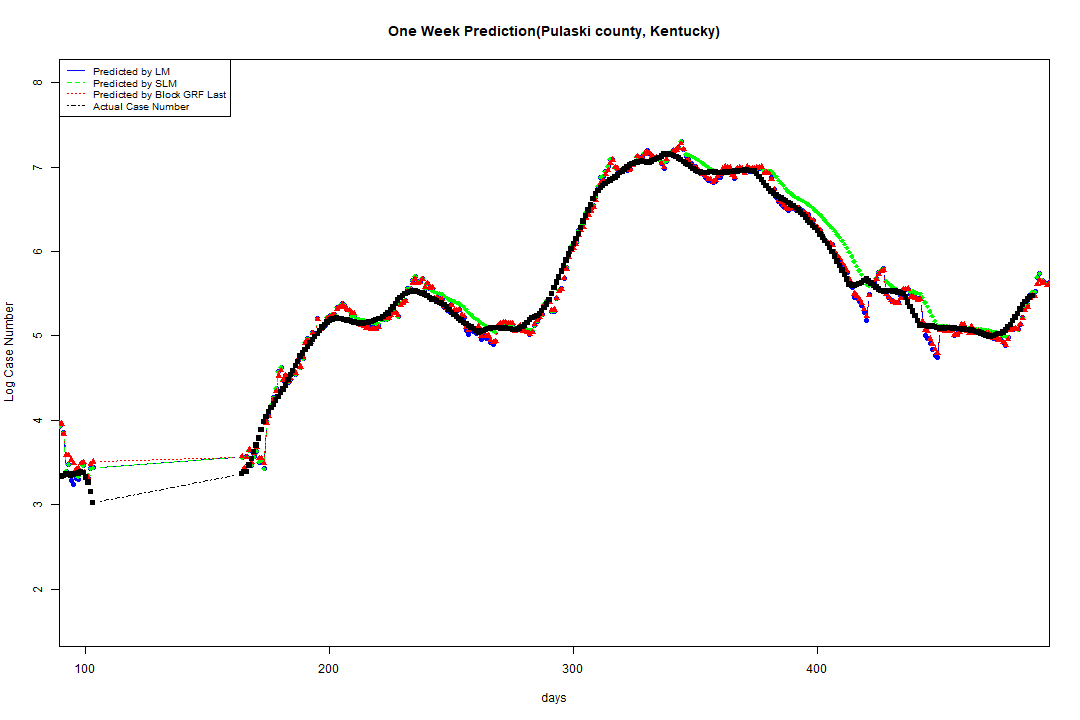 One Week Prediction(Pulaski county, Kentucky)
Predicted by LM
Predicted by SLM
Predicted by Block GRF Last
Actual Case Number
8
7
6
5
4
3
2
Log Case Number
100 200 300 400
days